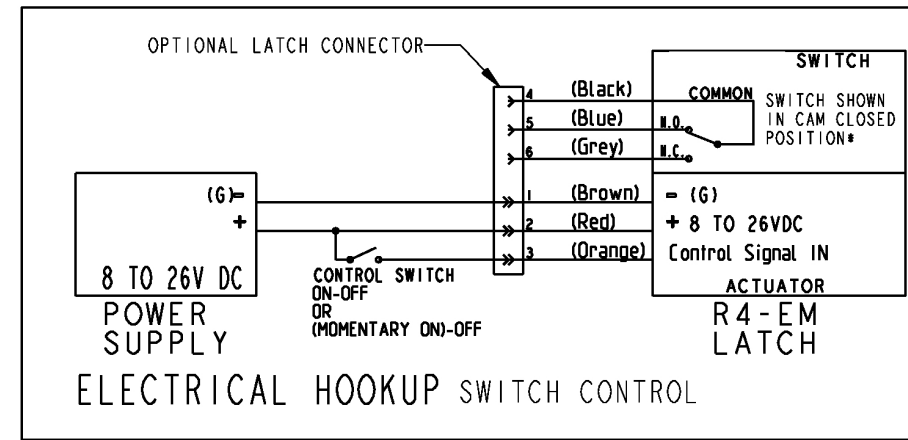 OPTIONAL LATCH CONNECTOR
SWITCH
4 (Black) COMMON
SWITCH SHOWN
IN CAM CLOSED
POSITION*
5 (Blue) N.O.
6 (Grey) N.C.
(G)- 1 (Brown) - (G)
+ 2 (Red) + 8 TO 26VDC
3 (Orange) Control Signal IN
8 TO 26V DC
CONTROL SWITCH
ON-OFF
OR
(MOMENTARY ON)-OFF
ACTUATOR
POWER
SUPPLY
R4-EM
LATCH
ELECTRICAL HOOKUP SWITCH CONTROL